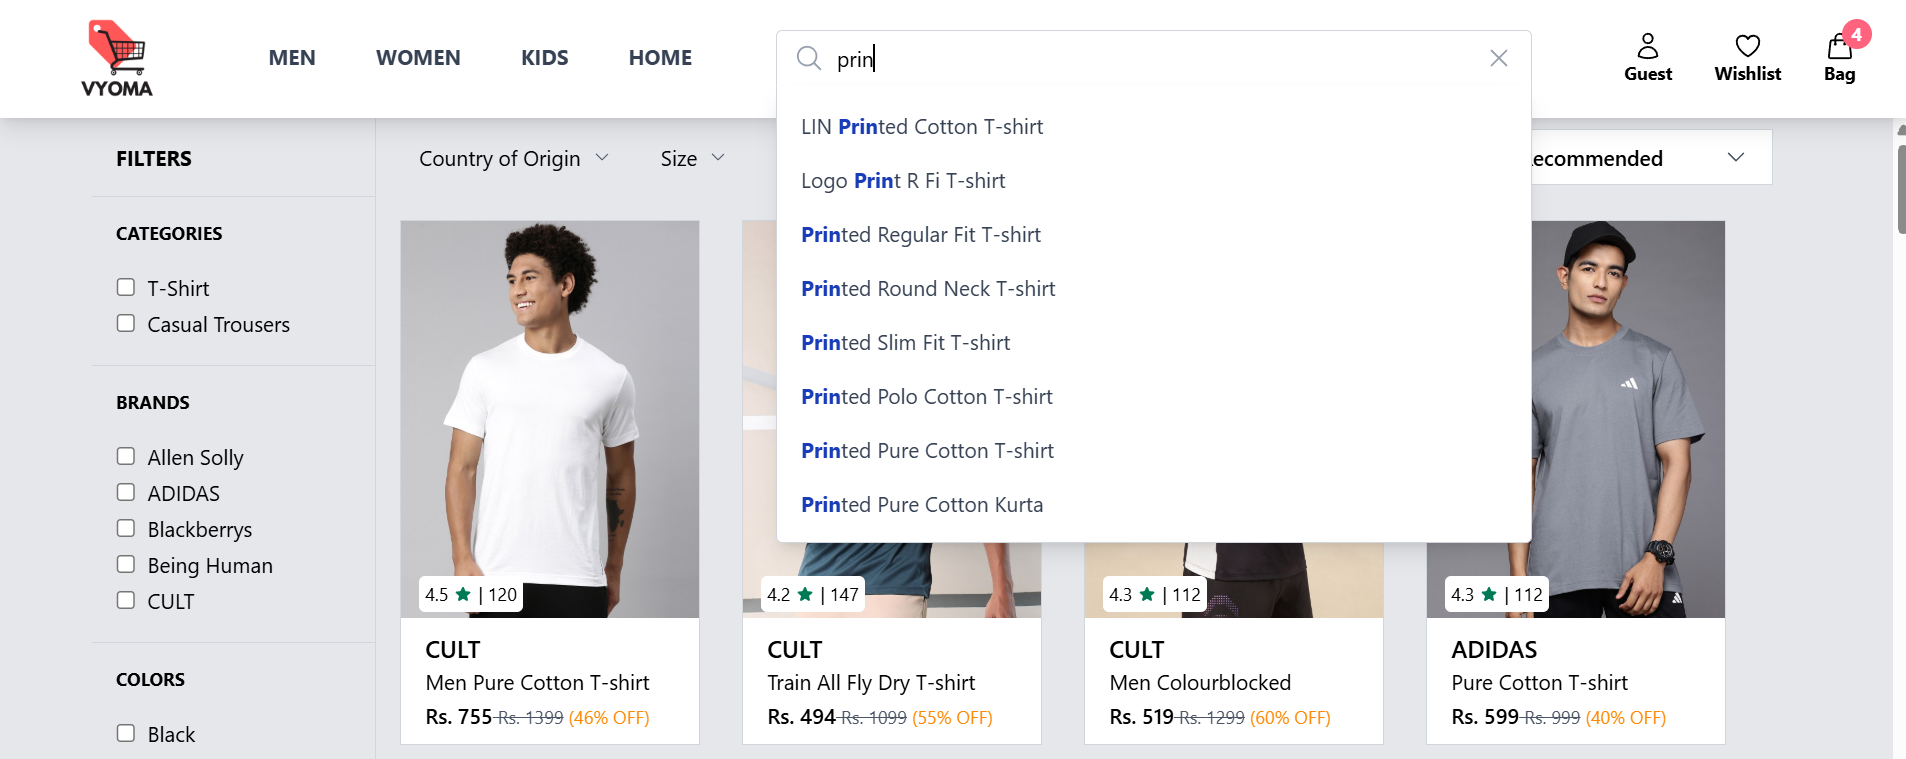 VYOMA
MEN
WOMEN
KIDS
HOME
prin
Guest
Wishlist
4
Bag
LIN Printed Cotton T-shirt
Logo Print R Fi T-shirt
Printed Regular Fit T-shirt
Printed Round Neck T-shirt
Printed Slim Fit T-shirt
Printed Polo Cotton T-shirt
Printed Pure Cotton T-shirt
Printed Pure Cotton Kurta
FILTERS
Country of Origin
Size
ecommended
CATEGORIES
T-Shirt
Casual Trousers
BRANDS
Allen Solly
ADIDAS
Blackberrys
Being Human
CULT
COLORS
Black
4.5 ★ | 120
CULT
Men Pure Cotton T-shirt
Rs. 755 Rs. 1399 (46% OFF)
4.2 ★ | 147
CULT
Train All Fly Dry T-shirt
Rs. 494 Rs. 1099 (55% OFF)
4.3 ★ | 112
CULT
Men Colourblocked
Rs. 519 Rs. 1299 (60% OFF)
4.3 ★ | 112
ADIDAS
Pure Cotton T-shirt
Rs. 599 Rs. 999 (40% OFF)